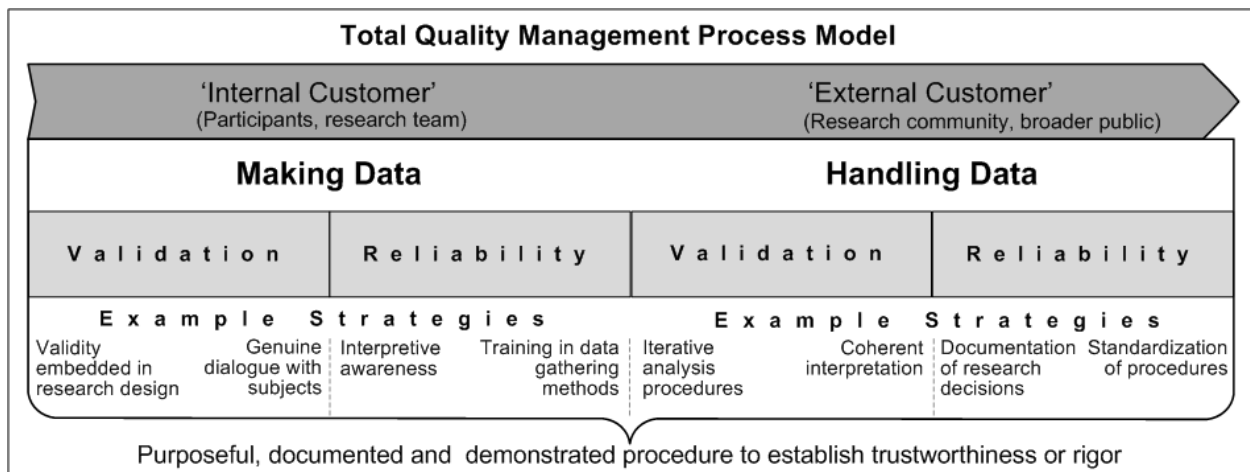 Total Quality Management Process Model
‘Internal Customer’
(Participants, research team)
‘External Customer’
(Research community, broader public)
Making Data
Handling Data
Validation
Reliability
Validation
Reliability
Example Strategies
Example Strategies
Validity
embedded in
research design
Genuine
dialogue with
subjects
Interpretive
awareness
Training in data
gathering
methods
Iterative
analysis
procedures
Coherent
interpretation
Documentation
of research
decisions
Standardization
of procedures
Purposeful, documented and demonstrated procedure to establish trustworthiness or rigor